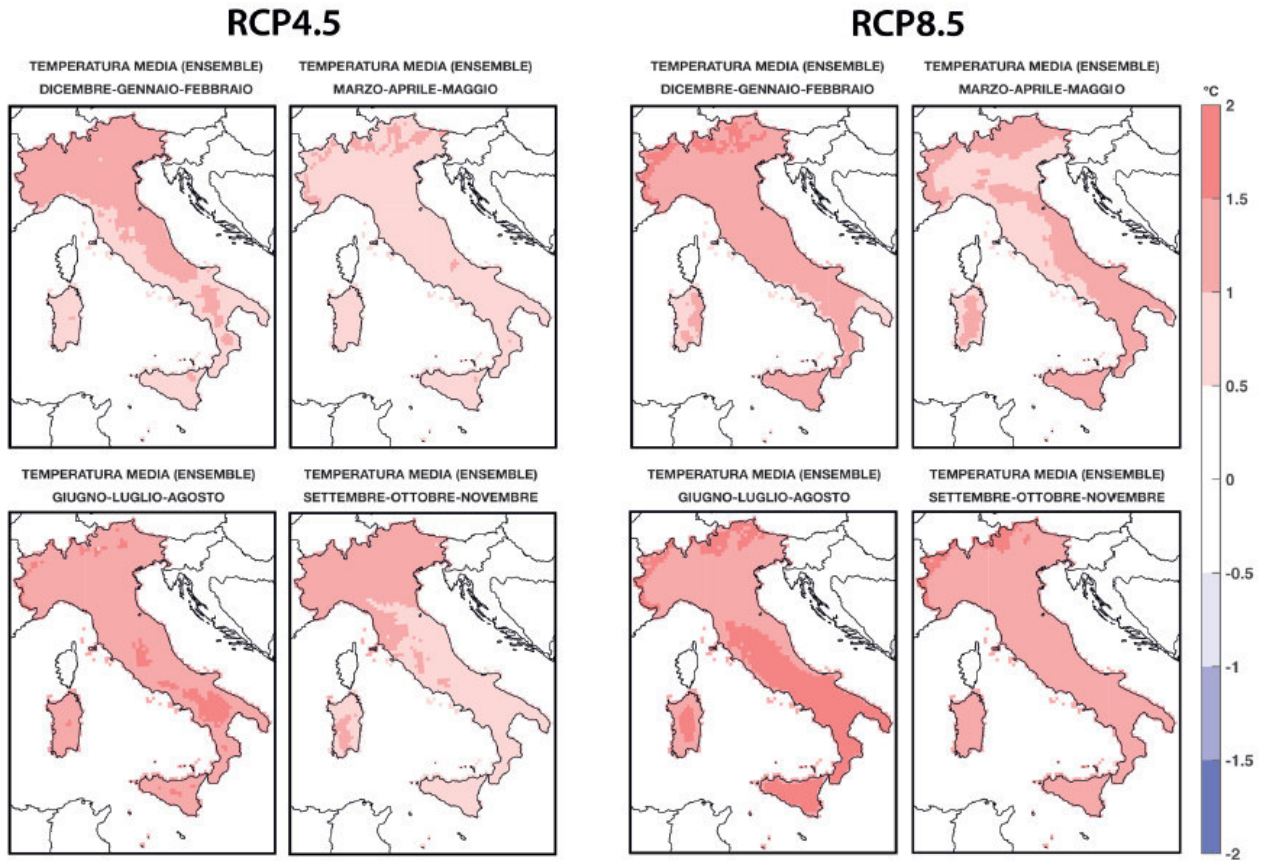 RCP4.5
RCP8.5
TEMPERATURA MEDIA (ENSEMBLE)
DICEMBRE-GENNAIO-FEBBRAIO
TEMPERATURA MEDIA (ENSEMBLE)
MARZO-APRILE-MAGGIO
TEMPERATURA MEDIA (ENSEMBLE)
DICEMBRE-GENNAIO-FEBBRAIO
TEMPERATURA MEDIA (ENSEMBLE)
MARZO-APRILE-MAGGIO
TEMPERATURA MEDIA (ENSEMBLE)
GIUGNO-LUGLIO-AGOSTO
TEMPERATURA MEDIA (ENSEMBLE)
SETTEMBRE-OTTOBRE-NOVEMBRE
TEMPERATURA MEDIA (ENSEMBLE)
GIUGNO-LUGLIO-AGOSTO
TEMPERATURA MEDIA (ENSEMBLE)
SETTEMBRE-OTTOBRE-NOVEMBRE
°C
2
1.5
1
0.5
0
-0.5
-1
-1.5
-2